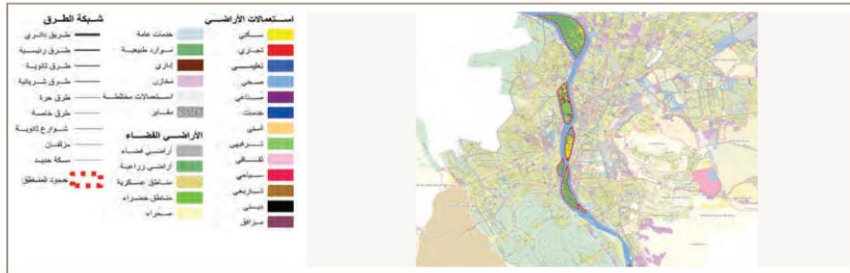 استعمالات الأراضي
سكني
تجاري
تعليمي
صحي
صناعي
خدمات
أمني
ترفيهي
ثقافي
سياحي
تاريخي
ديني
مرافق
خدمات عامة
موارد طبيعية
إداري
مخازن
استعمالات مختلطة
مقابر
الأراضي الفضاء
أراضي فضاء
أراضي زراعية
مناطق عسكرية
مناطق خضراء
صحراء
شبكة الطرق
طريق دائري
طرق رئيسية
طرق ثانوية
طرق شريانية
طرق حرة
طرق خاصة
شوارع ثانوية
مزلقان
سكة حديد
حدود المناطق